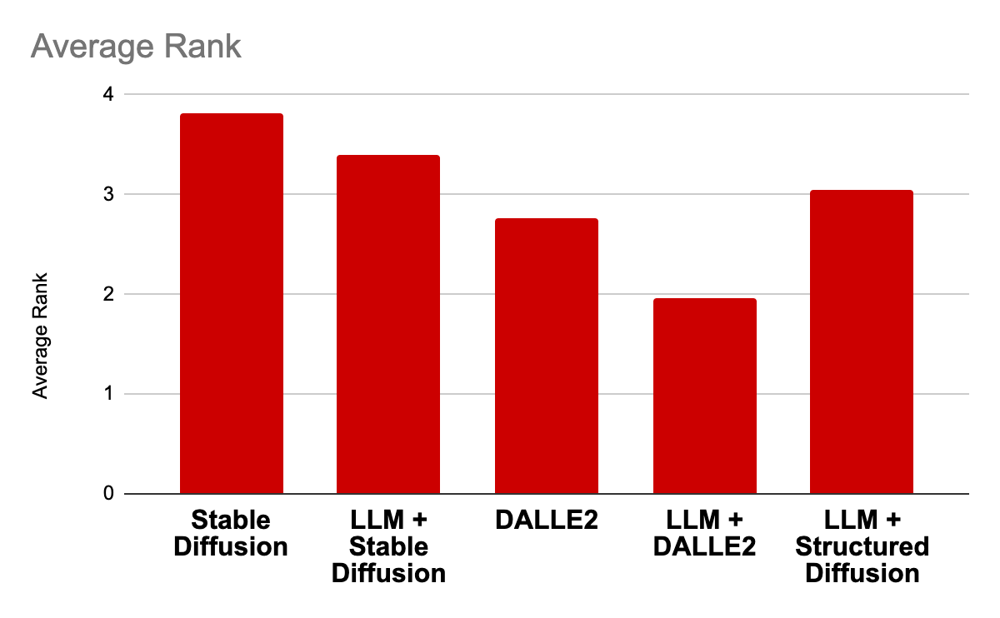 Average Rank
4
3
2
1
0
Average Rank
Stable
Diffusion
LLM +
Stable
Diffusion
DALLE2
LLM +
DALLE2
LLM +
Structured
Diffusion